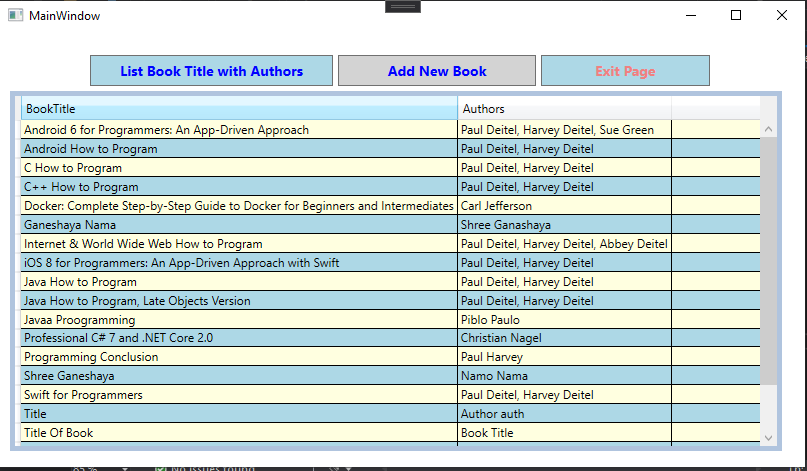 MainWindow
List Book Title with Authors Add New Book Exit Page
BookTitle Authors
Android 6 for Programmers: An App-Driven Approach Paul Deitel, Harvey Deitel, Sue Green
Android How to Program Paul Deitel, Harvey Deitel
C How to Program Paul Deitel, Harvey Deitel
C++ How to Program Paul Deitel, Harvey Deitel
Docker: Complete Step-by-Step Guide to Docker for Beginners and Intermediates Carl Jefferson
Ganeshaya Nama Shree Ganashaya
Internet & World Wide Web How to Program Paul Deitel, Harvey Deitel, Abbey Deitel
iOS 8 for Programmers: An App-Driven Approach with Swift Paul Deitel, Harvey Deitel
Java How to Program Paul Deitel, Harvey Deitel
Java How to Program, Late Objects Version Paul Deitel, Harvey Deitel
Javaa Proogramming Piblo Paulo
Professional C# 7 and .NET Core 2.0 Christian Nagel
Programming Conclusion Paul Harvey
Shree Ganeshaya Namo Nama
Swift for Programmers Paul Deitel, Harvey Deitel
Title Author auth
Title Of Book Book Title
No issues found